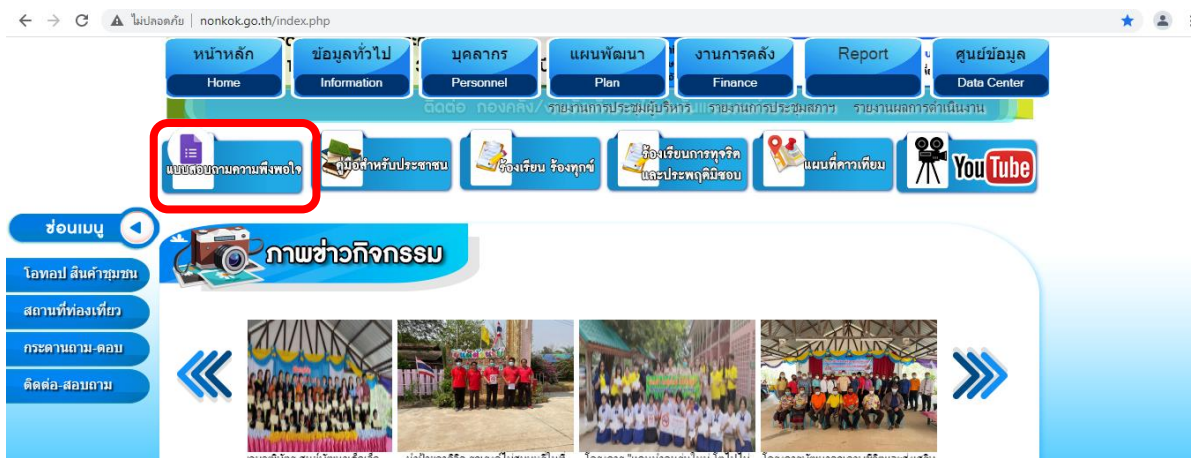 ไม่ปลอดภัย | nonkok.go.th/index.php
หน้าหลัก ข้อมูลทั่วไป บุคลากร แผนพัฒนา งานการคลัง Report ศูนย์ข้อมูล
Home Information Personnel Plan Finance Data Center
ติดต่อ กองคลัง/ รายงานการประชุมผู้บริหาร รายงานการประชุมสภาฯ รายงานผลการดำเนินงาน
แบบสอบถามความพึงพอใจ
คู่มือสำหรับประชาชน
ร้องเรียน ร้องทุกข์
ร้องเรียนการทุจริต
และประพฤติมิชอบ
แผนที่ดาวเทียม
YouTube
ซ่อนเมนู
ภาพข่าวกิจกรรม
โอทอป สินค้าชุมชน
สถานที่ท่องเที่ยว
กระดานถาม-ตอบ
ติดต่อ-สอบถาม